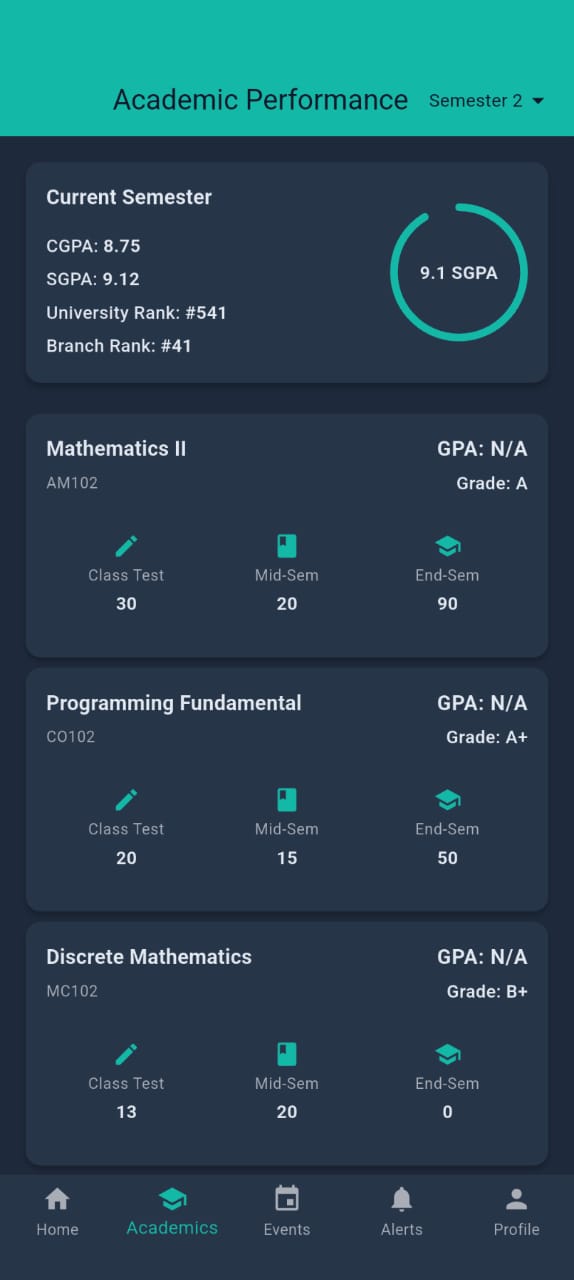 Academic Performance Semester 2
Current Semester
CGPA: 8.75
SGPA: 9.12
University Rank: #541
Branch Rank: #41
9.1 SGPA
Mathematics II GPA: N/A
AM102 Grade: A
Class Test Mid-Sem End-Sem
30 20 90
Programming Fundamental GPA: N/A
CO102 Grade: A+
Class Test Mid-Sem End-Sem
20 15 50
Discrete Mathematics GPA: N/A
MC102 Grade: B+
Class Test Mid-Sem End-Sem
13 20 0
Home Academics Events Alerts Profile